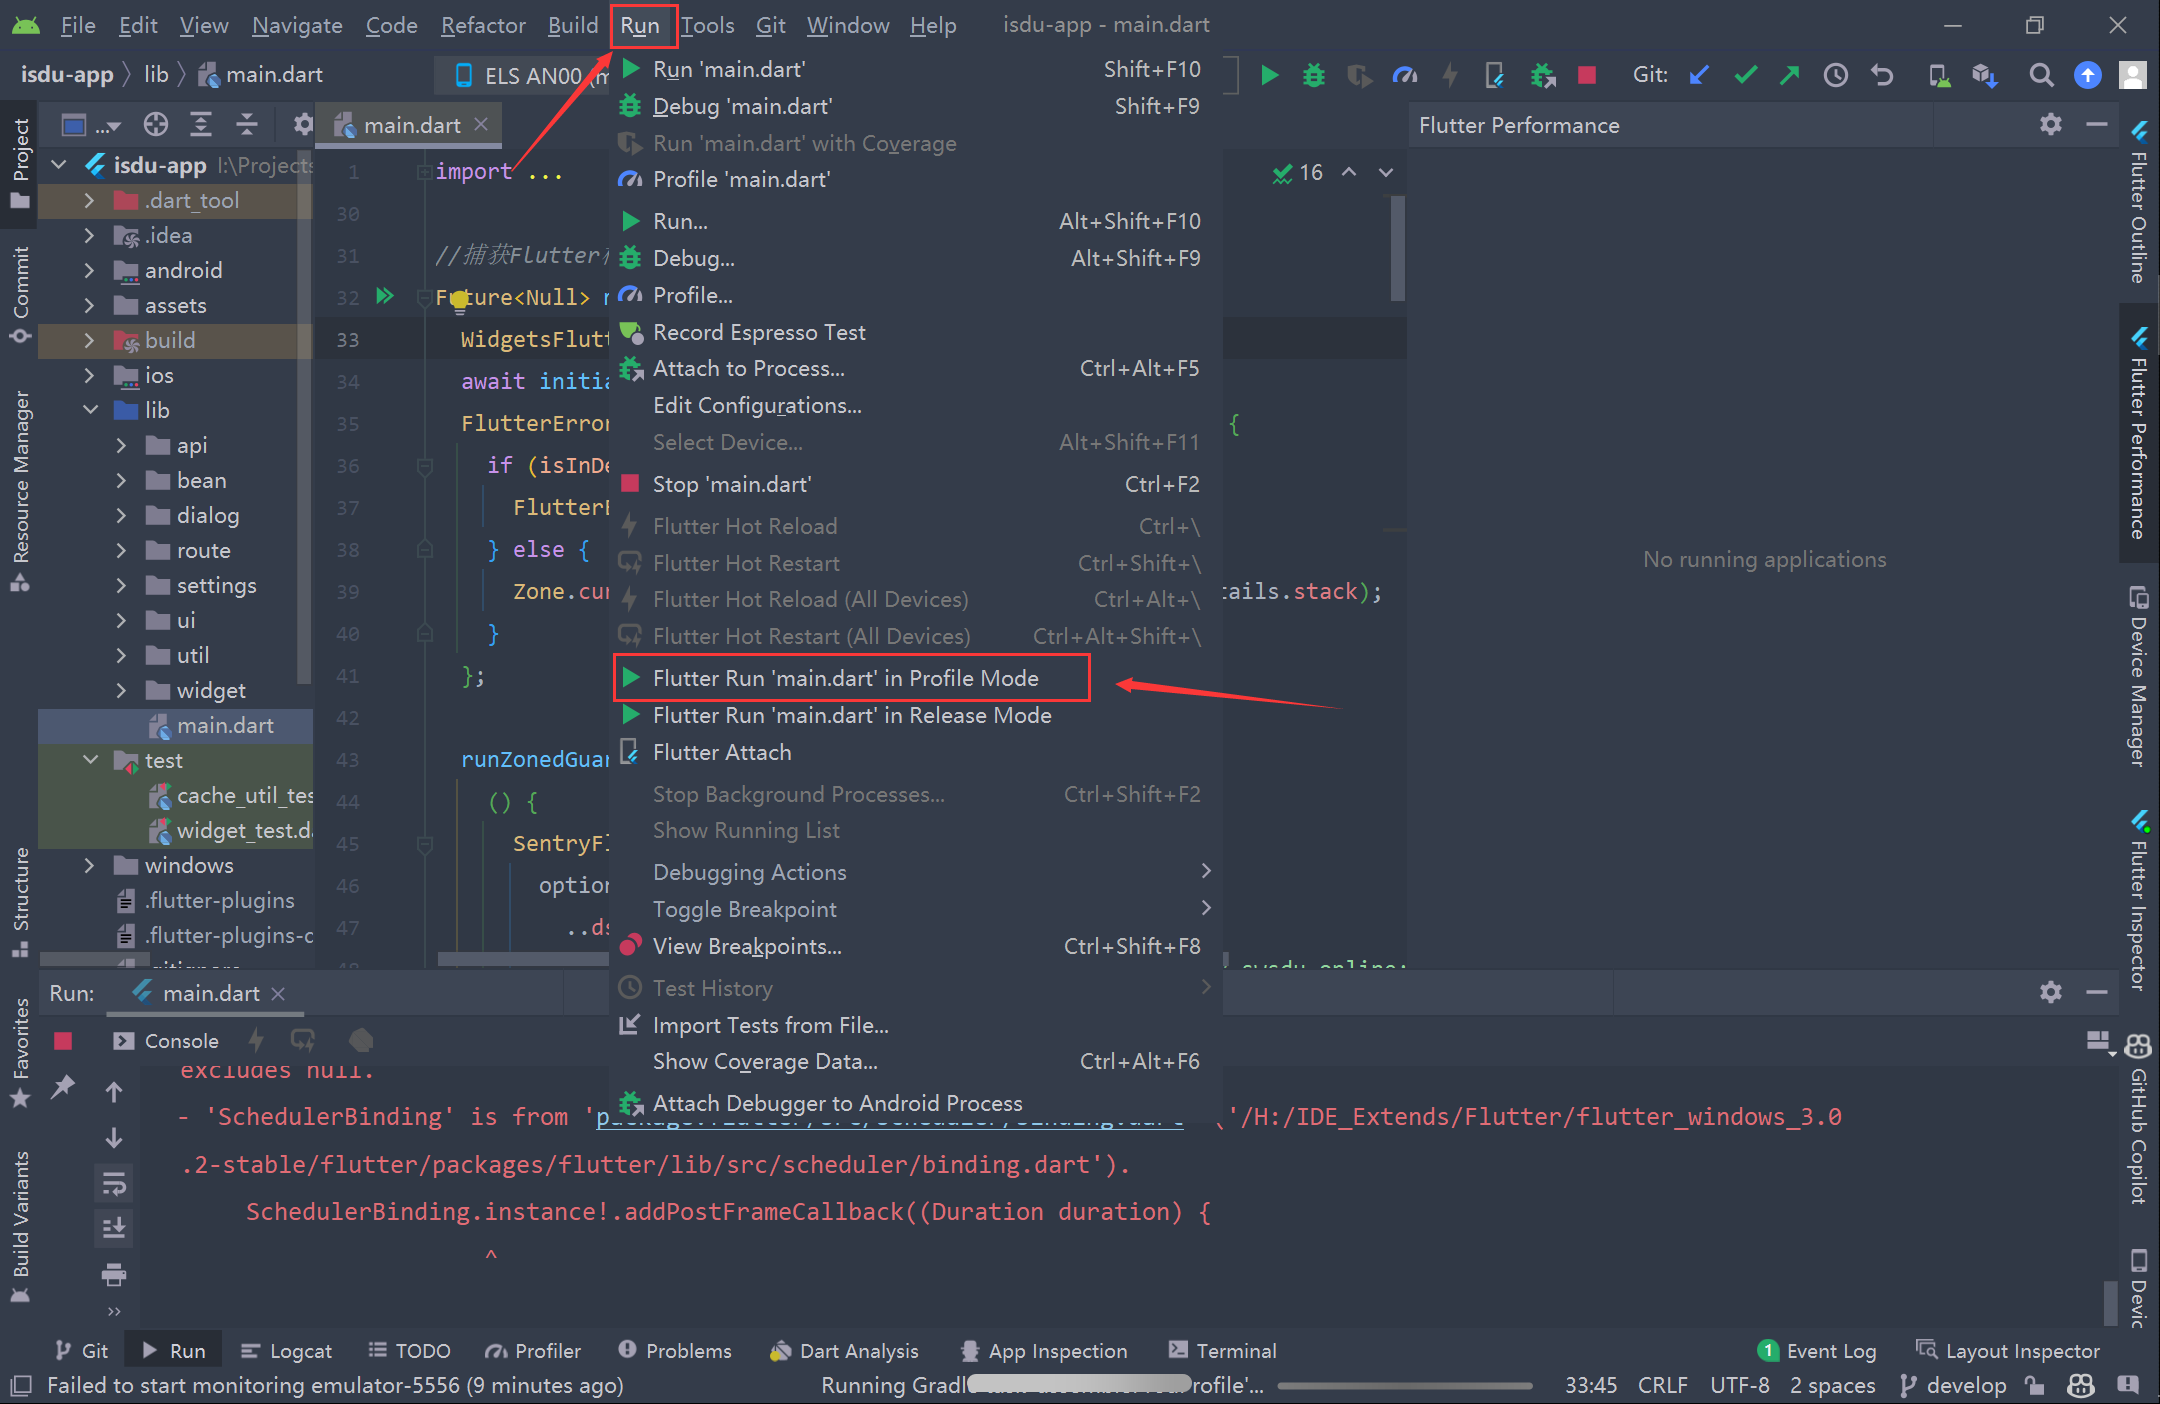 File Edit View Navigate Code Refactor Build Run Tools Git Window Help isdu-app - main.dart
isdu-app lib main.dart ELS AN00 (m Git:
Project
Commit
Resource Manager
Structure
Favorites
Build Variants
...
main.dart
isdu-app I:\Projects
.dart_tool
.idea
android
assets
build
ios
lib
api
bean
dialog
route
settings
ui
util
widget
main.dart
test
cache_util_tes
widget_test.da
windows
.flutter-plugins
.flutter-plugins-c
.gitignore
16
1 import ...
30
31 //捕获Flutter
32 Future<Null>
33 WidgetsFlut
34 await initia
35 FlutterError {
36 if (isInDe
37 FlutterE
38 } else {
39 Zone.cur tails.stack);
40 }
41 };
42
43 runZonedGuar
44 () {
45 SentryFl
46 option
47 ..ds
48
Run 'main.dart' Shift+F10
Debug 'main.dart' Shift+F9
Run 'main.dart' with Coverage
Profile 'main.dart'
Run... Alt+Shift+F10
Debug... Alt+Shift+F9
Profile...
Record Espresso Test
Attach to Process... Ctrl+Alt+F5
Edit Configurations...
Select Device... Alt+Shift+F11
Stop 'main.dart' Ctrl+F2
Flutter Hot Reload Ctrl+\
Flutter Hot Restart Ctrl+Shift+\
Flutter Hot Reload (All Devices) Ctrl+Alt+\
Flutter Hot Restart (All Devices) Ctrl+Alt+Shift+\
Flutter Run 'main.dart' in Profile Mode
Flutter Run 'main.dart' in Release Mode
Flutter Attach
Stop Background Processes... Ctrl+Shift+F2
Show Running List
Debugging Actions
Toggle Breakpoint
View Breakpoints... Ctrl+Shift+F8
Test History
Import Tests from File...
Show Coverage Data... Ctrl+Alt+F6
Attach Debugger to Android Process
Flutter Performance
No running applications
Flutter Outline
Flutter Performance
Device Manager
Flutter Inspector
GitHub Copilot
Devic
Run: main.dart
Console
excludes null.
- 'SchedulerBinding' is from 'package:flutter/src/scheduler/binding.dart' ('/H:/IDE_Extends/Flutter/flutter_windows_3.0
.2-stable/flutter/packages/flutter/lib/src/scheduler/binding.dart').
SchedulerBinding.instance!.addPostFrameCallback((Duration duration) {
^
Git Run Logcat TODO Profiler Problems Dart Analysis App Inspection Terminal 1 Event Log Layout Inspector
Failed to start monitoring emulator-5556 (9 minutes ago) Running Gradle rofile'... 33:45 CRLF UTF-8 2 spaces develop